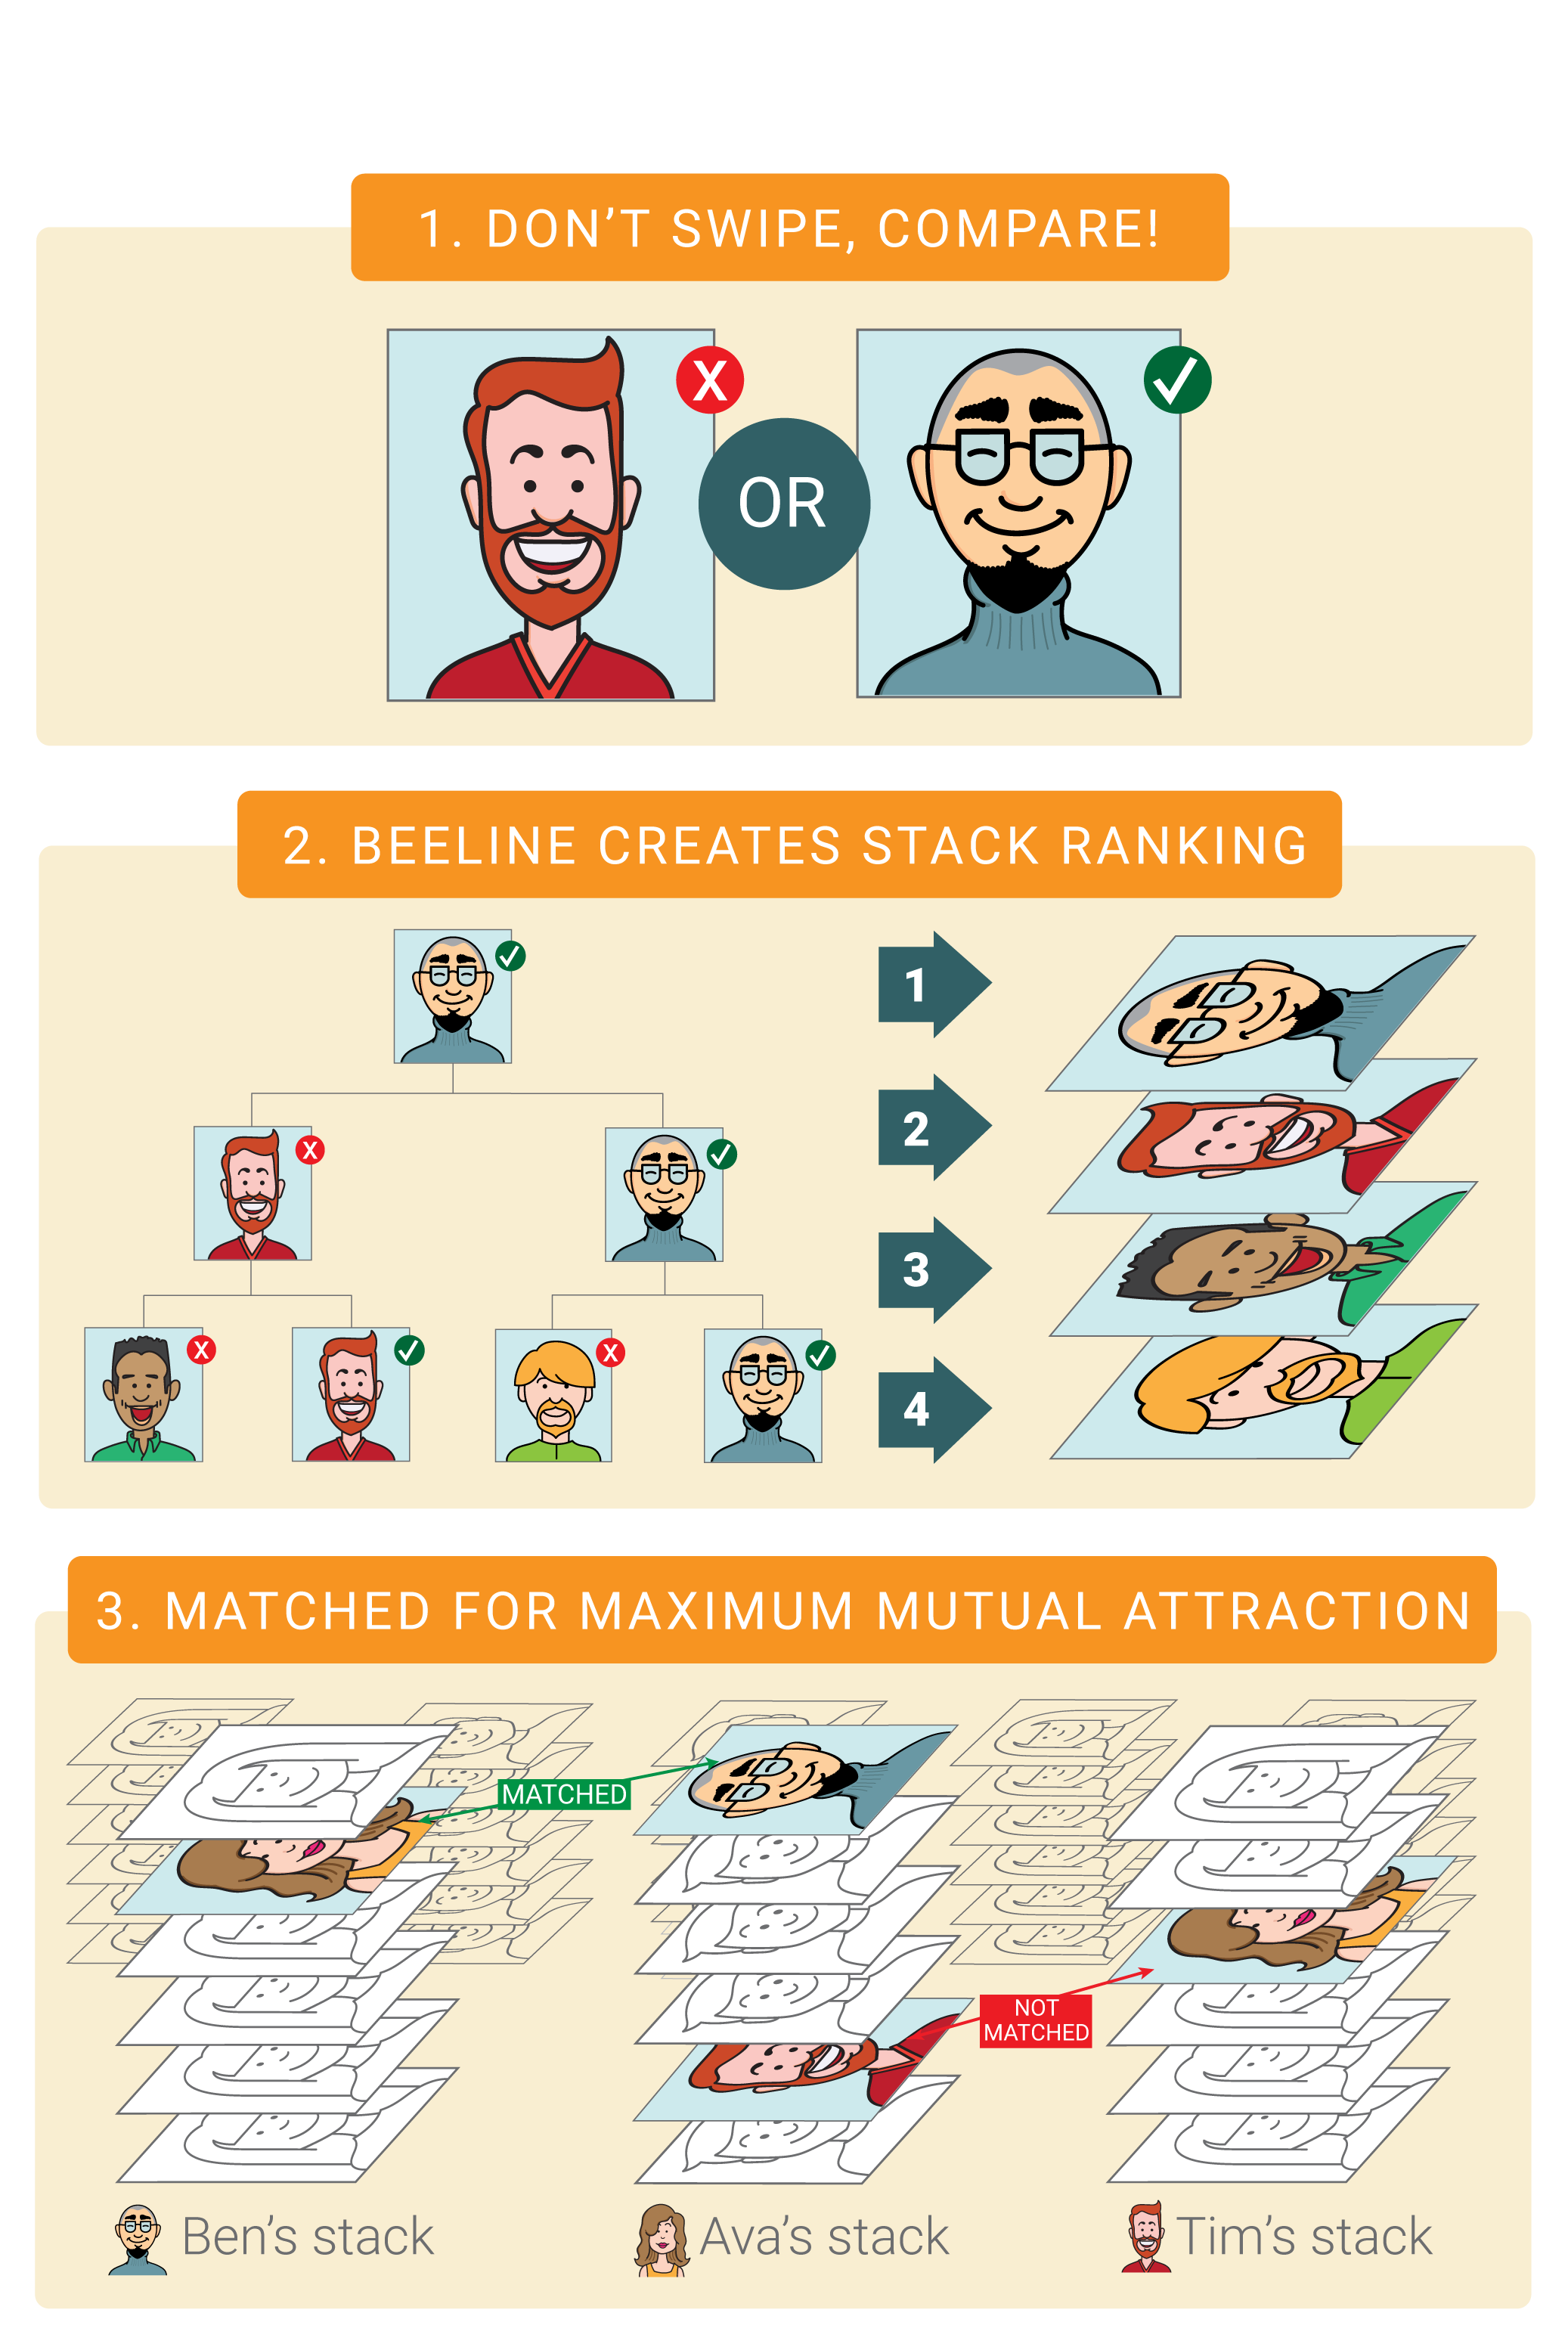 1. DON'T SWIPE, COMPARE!
X
OR
2. BEELINE CREATES STACK RANKING
1
X
2
3
X
X
4
3. MATCHED FOR MAXIMUM MUTUAL ATTRACTION
MATCHED
NOT
MATCHED
Ben's stack
Ava's stack
Tim's stack